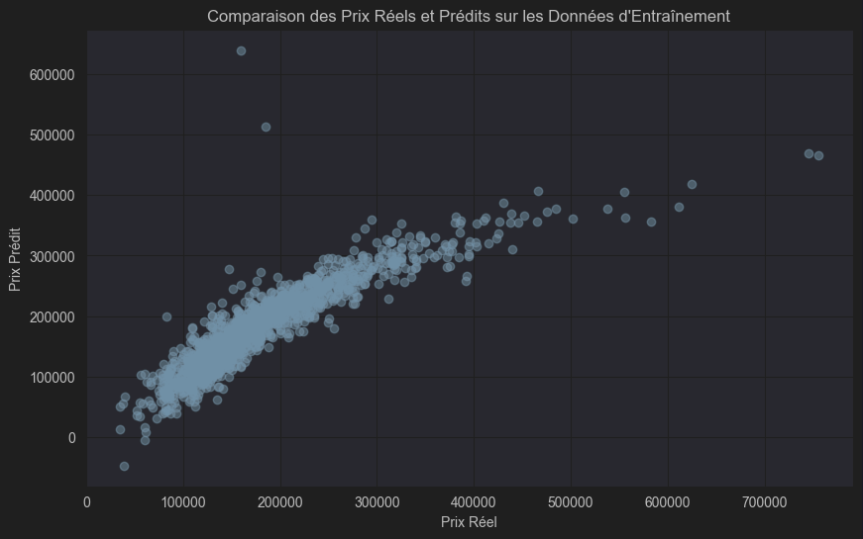 Comparaison des Prix Réels et Prédits sur les Données d'Entraînement
600000
500000
400000
300000
200000
100000
0
Prix Prédit
0 100000 200000 300000 400000 500000 600000 700000
Prix Réel